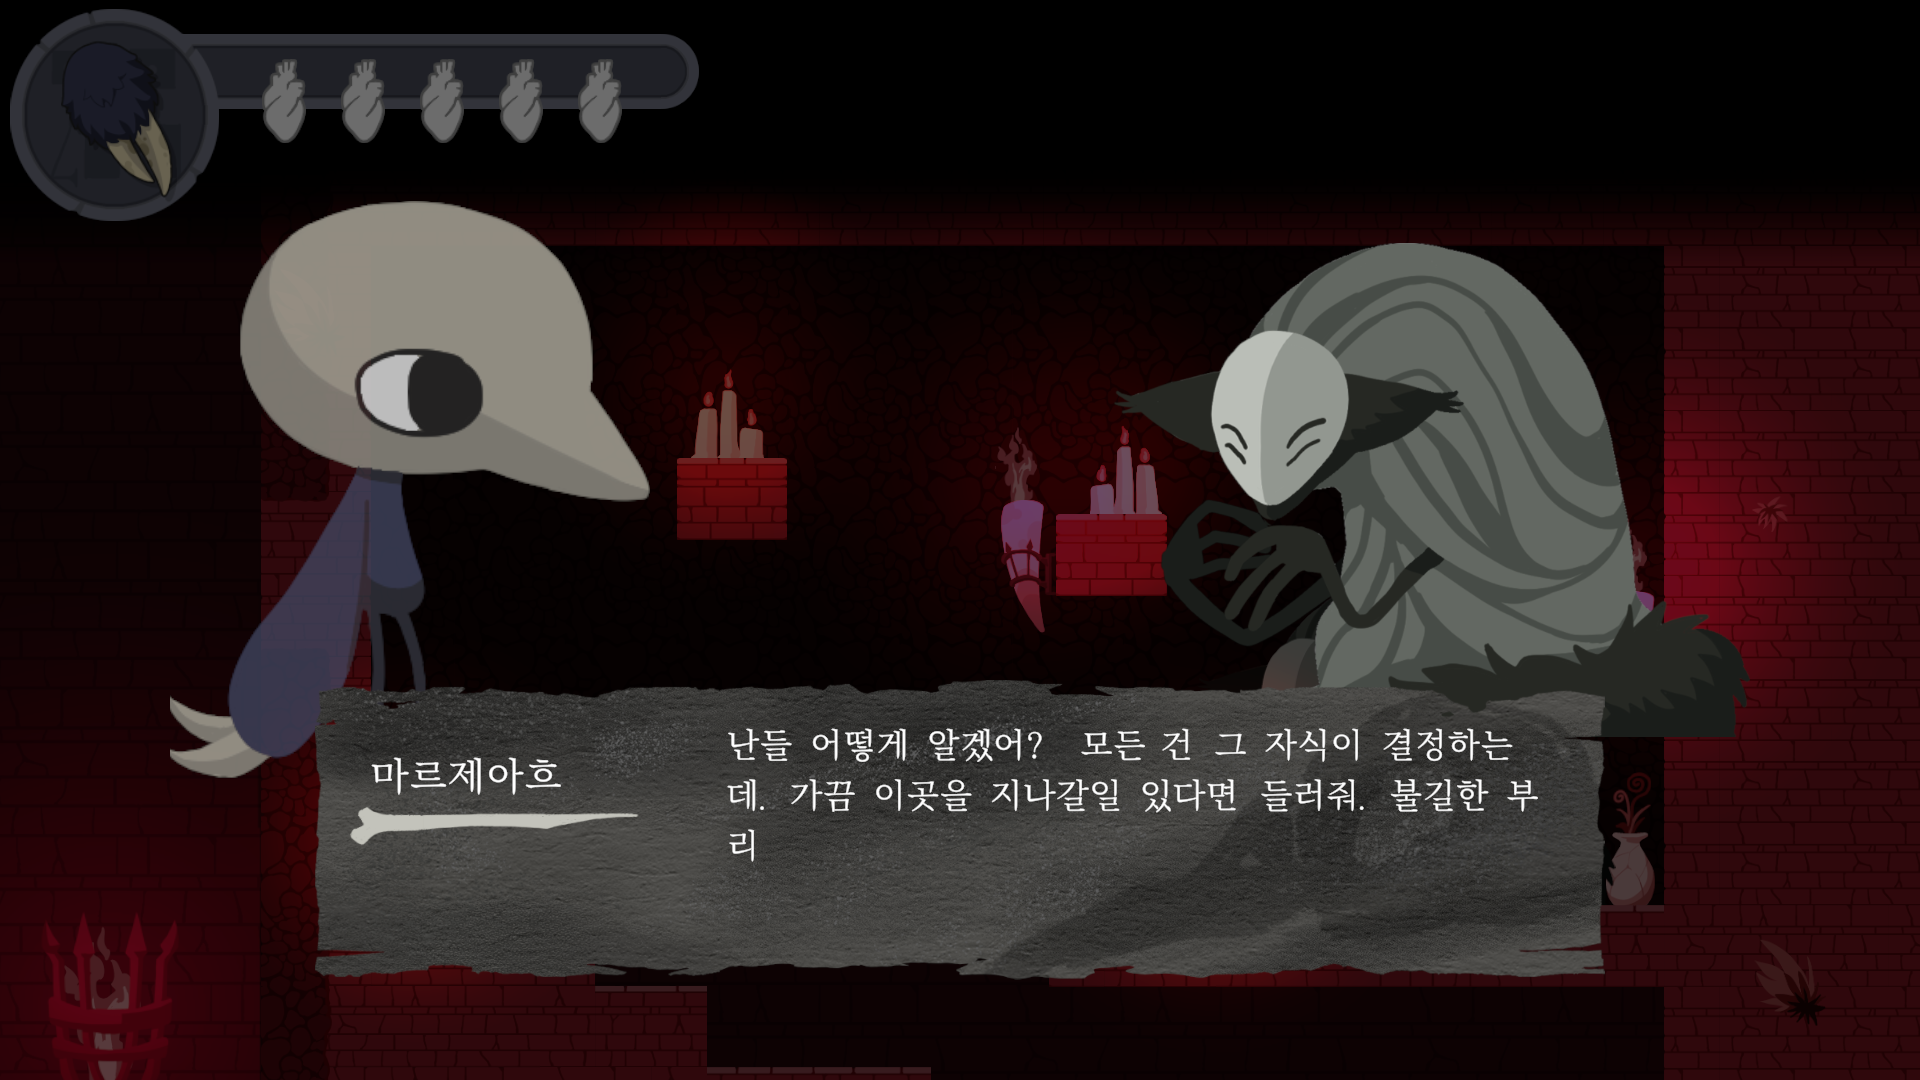 마르제아흐
난들 어떻게 알겠어? 모든 건 그 자식이 결정하는
데. 가끔 이곳을 지나갈일 있다면 들러줘. 불길한 부
리